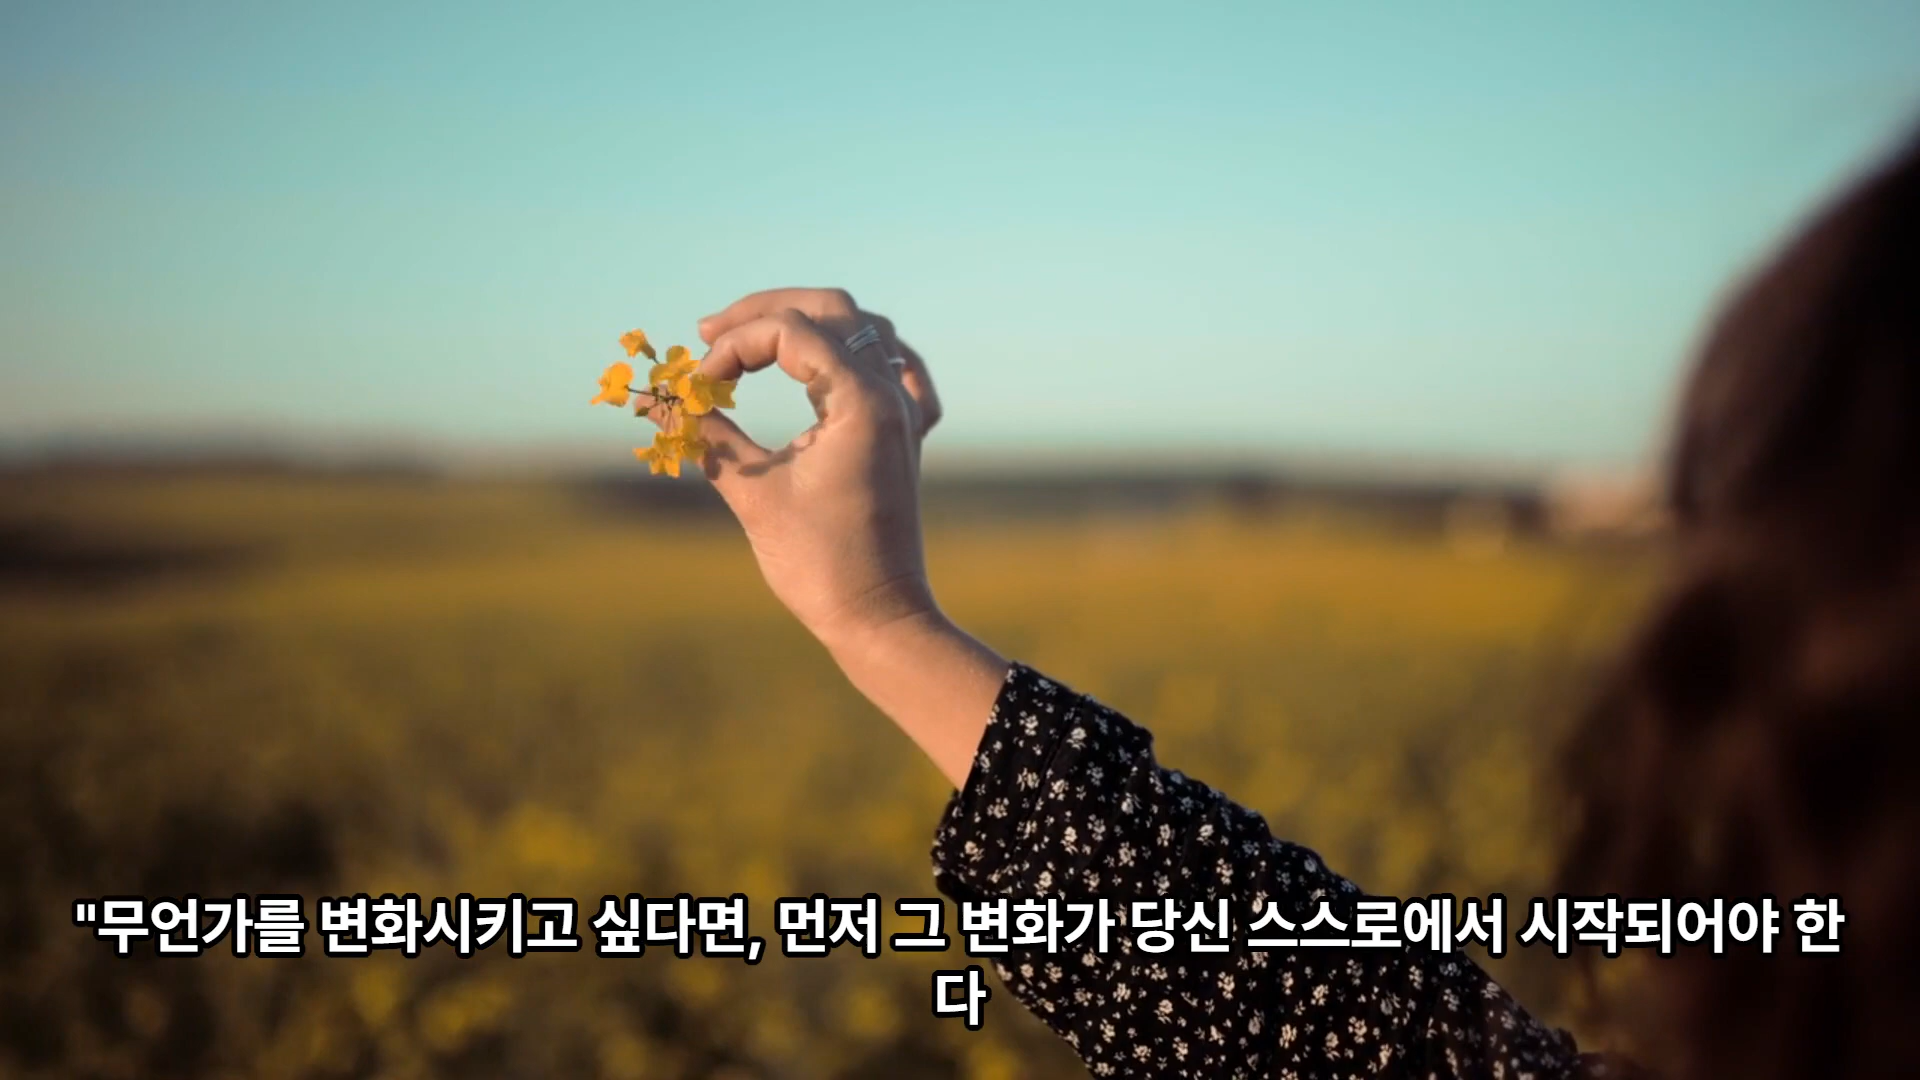 "무언가를 변화시키고 싶다면, 먼저 그 변화가 당신 스스로에서 시작되어야 한
다